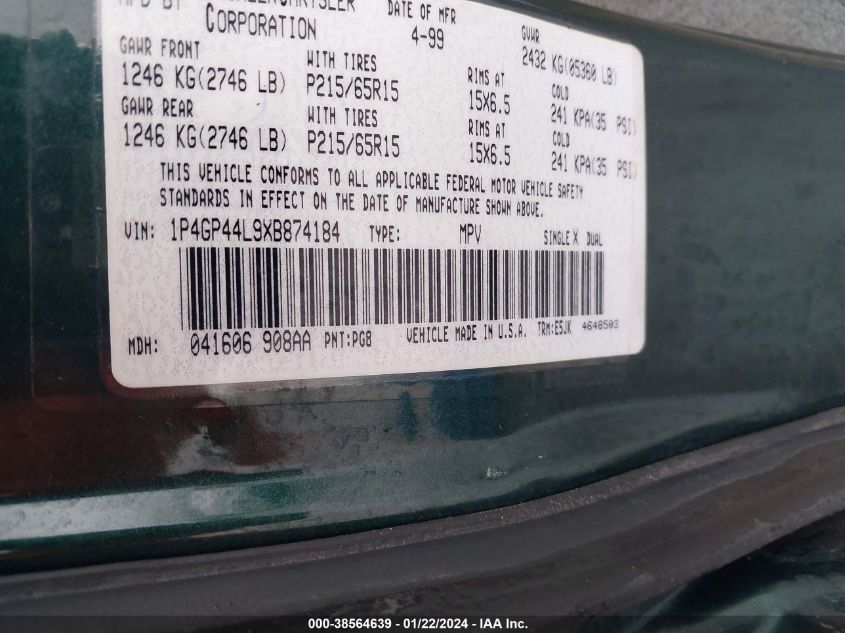 MFD BY DATE OF MFR GVWR
CORPORATION 4-99 2432 KG(05360 LB)
GAWR FRONT WITH TIRES RIMS AT COLD
1246 KG(2746 LB) P215/65R15 15X6.5 241 KPA(35 PSI)
GAWR REAR WITH TIRES RIMS AT COLD
1246 KG(2746 LB) P215/65R15 15X6.5 241 KPA(35 PSI)
THIS VEHICLE CONFORMS TO ALL APPLICABLE FEDERAL MOTOR VEHICLE SAFETY
STANDARDS IN EFFECT ON THE DATE OF MANUFACTURE SHOWN ABOVE.
VIN: 1P4GP44L9XB874184 TYPE: MPV SINGLE X DUAL
MDH: 041606 908AA PNT:PG8 VEHICLE MADE IN U.S.A. TRM:E5JK 4648503
000-38564639 - 01/22/2024 - IAA Inc.